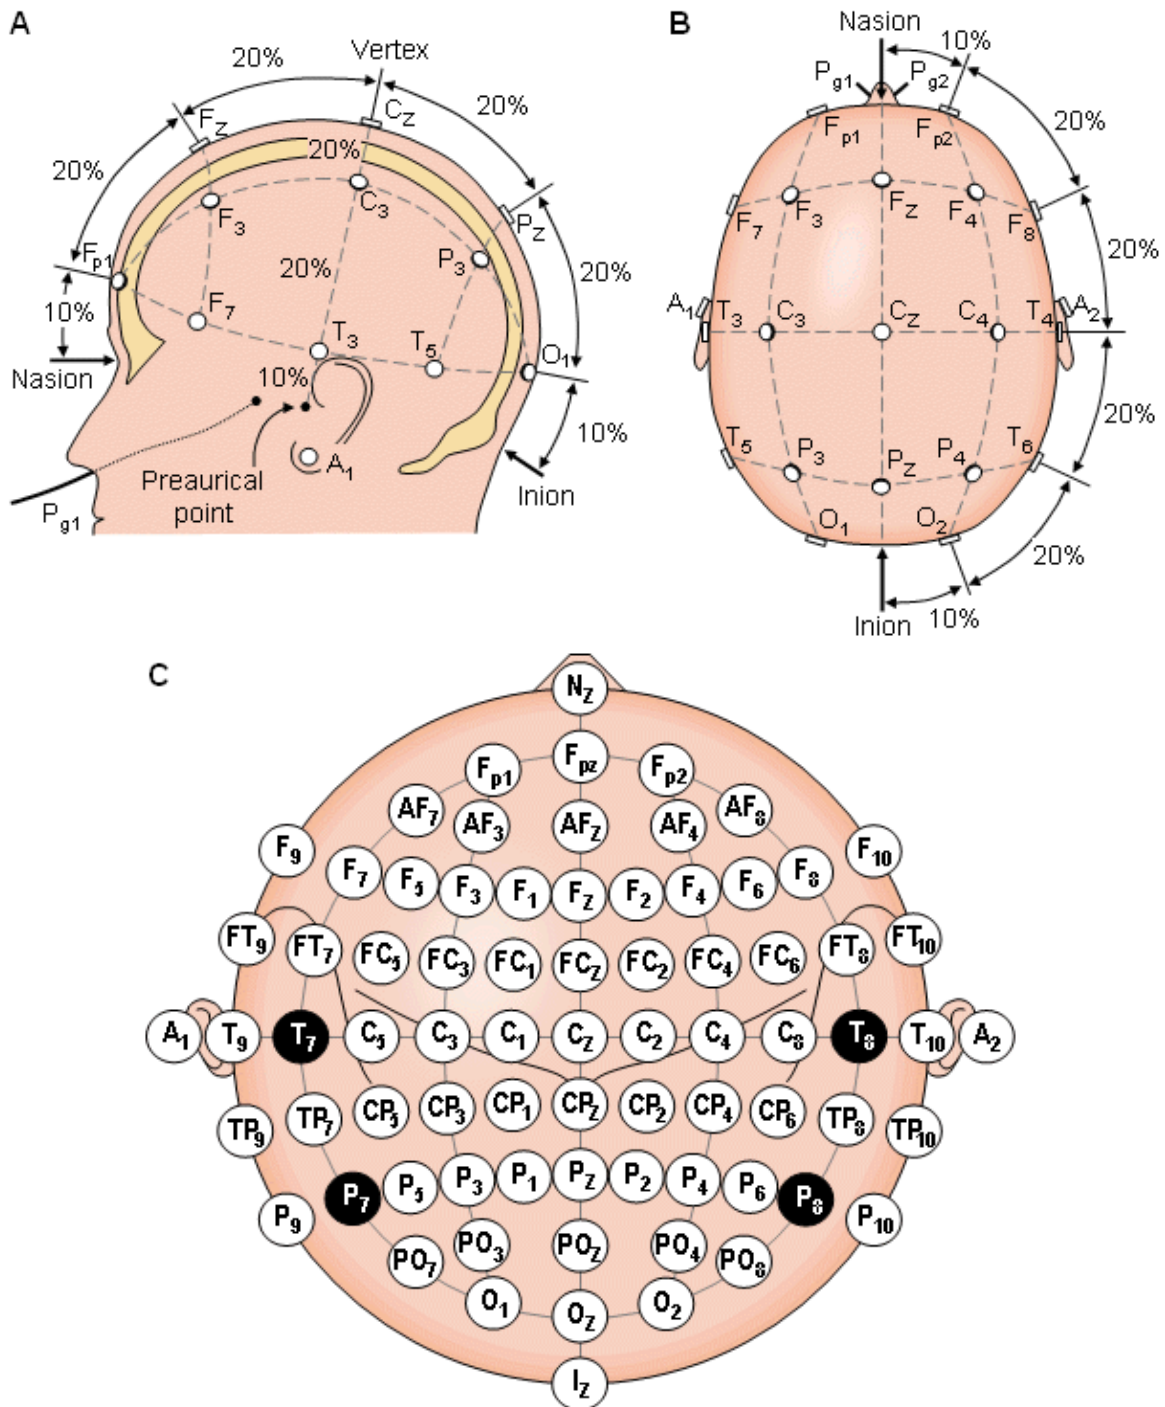 A
20%
Vertex
20%
FZ
CZ
20%
20%
Fp1
F3
C3
PZ
P3
20%
20%
10%
F7
T3
T5
O1
Nasion
10%
10%
A1
Preaurical
point
Inion
Pg1
B
Nasion
10%
Pg1
Pg2
Fp1
Fp2
20%
F7
F3
FZ
F4
F8
20%
A1
T3
C3
CZ
C4
T4
A2
20%
T5
P3
PZ
P4
T6
O1
O2
20%
10%
Inion
C
NZ
Fp1 Fpz Fp2
AF7 AF3 AFZ AF4 AF8
F9 F7 F5 F3 F1 FZ F2 F4 F6 F8 F10
FT9 FT7 FC5 FC3 FC1 FCZ FC2 FC4 FC6 FT8 FT10
A1 T9 T7 C5 C3 C1 CZ C2 C4 C8 T8 T10 A2
TP9 TP7 CP5 CP3 CP1 CPZ CP2 CP4 CP6 TP8 TP10
P9 P7 P5 P3 P1 PZ P2 P4 P6 P8 P10
PO7 PO3 POZ PO4 PO8
O1 OZ O2
IZ